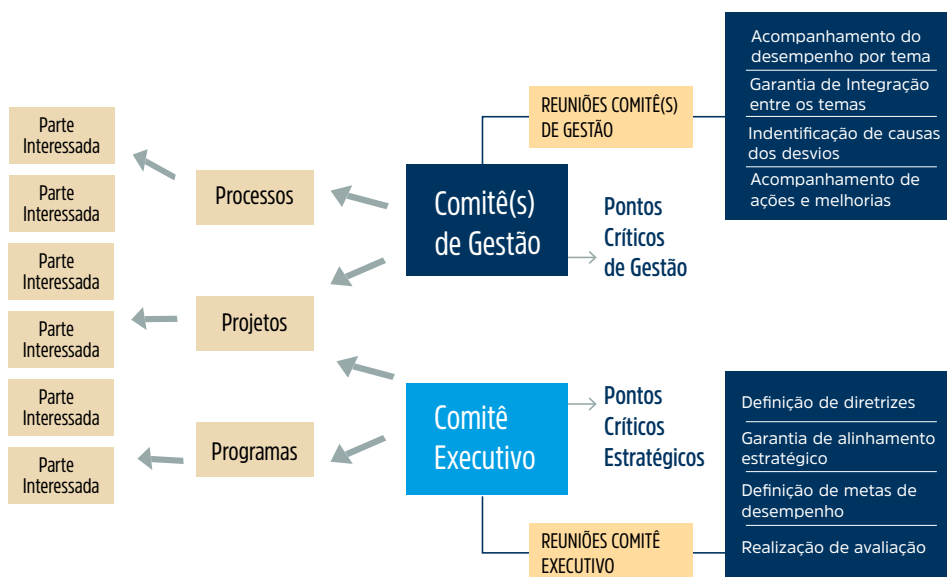 Parte
Interessada
Parte
Interessada
Parte
Interessada
Parte
Interessada
Parte
Interessada
Parte
Interessada
Processos
Projetos
Programas
REUNIÕES COMITÊ(S)
DE GESTÃO
Comitê(s)
de Gestão
Pontos
Críticos
de Gestão
Acompanhamento do
desempenho por tema
Garantia de Integração
entre os temas
Indentificação de causas
dos desvios
Acompanhamento de
ações e melhorias
Comitê
Executivo
Pontos
Críticos
Estratégicos
REUNIÕES COMITÊ
EXECUTIVO
Definição de diretrizes
Garantia de alinhamento
estratégico
Definição de metas de
desempenho
Realização de avaliação